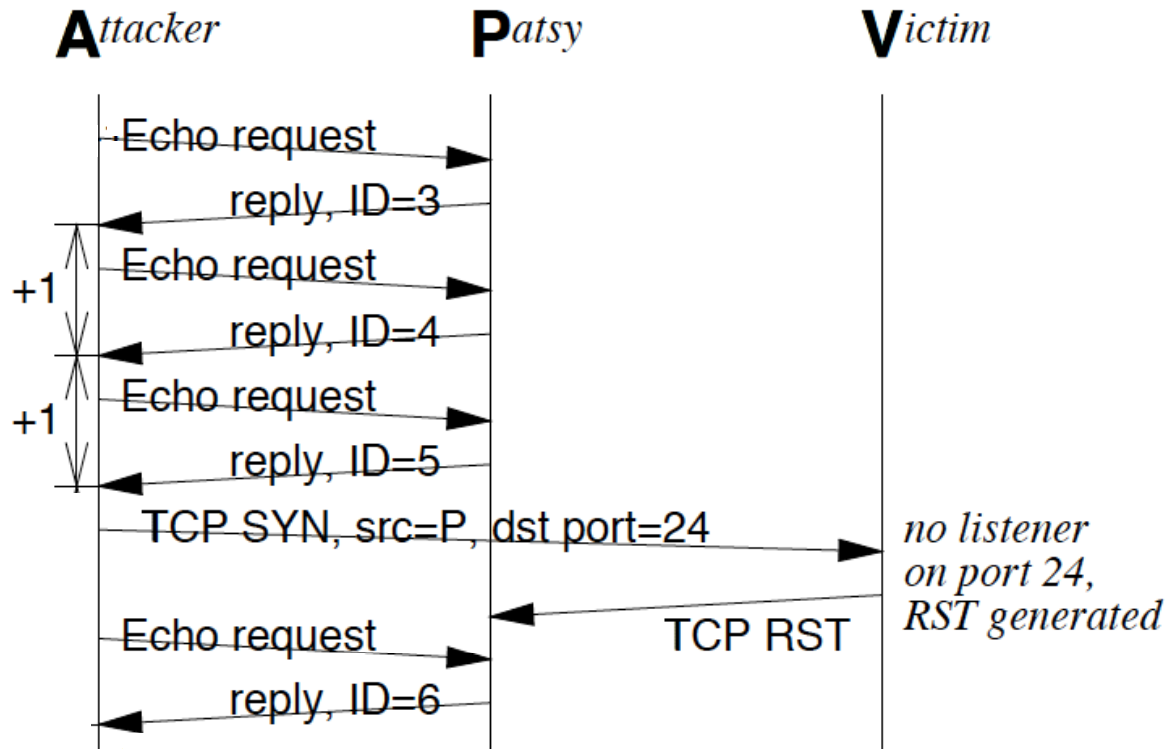 Attacker Patsy Victim
Echo request
reply, ID=3
+1
Echo request
reply, ID=4
+1
Echo request
reply, ID=5
TCP SYN, src=P, dst port=24
no listener
on port 24,
RST generated
TCP RST
Echo request
reply, ID=6